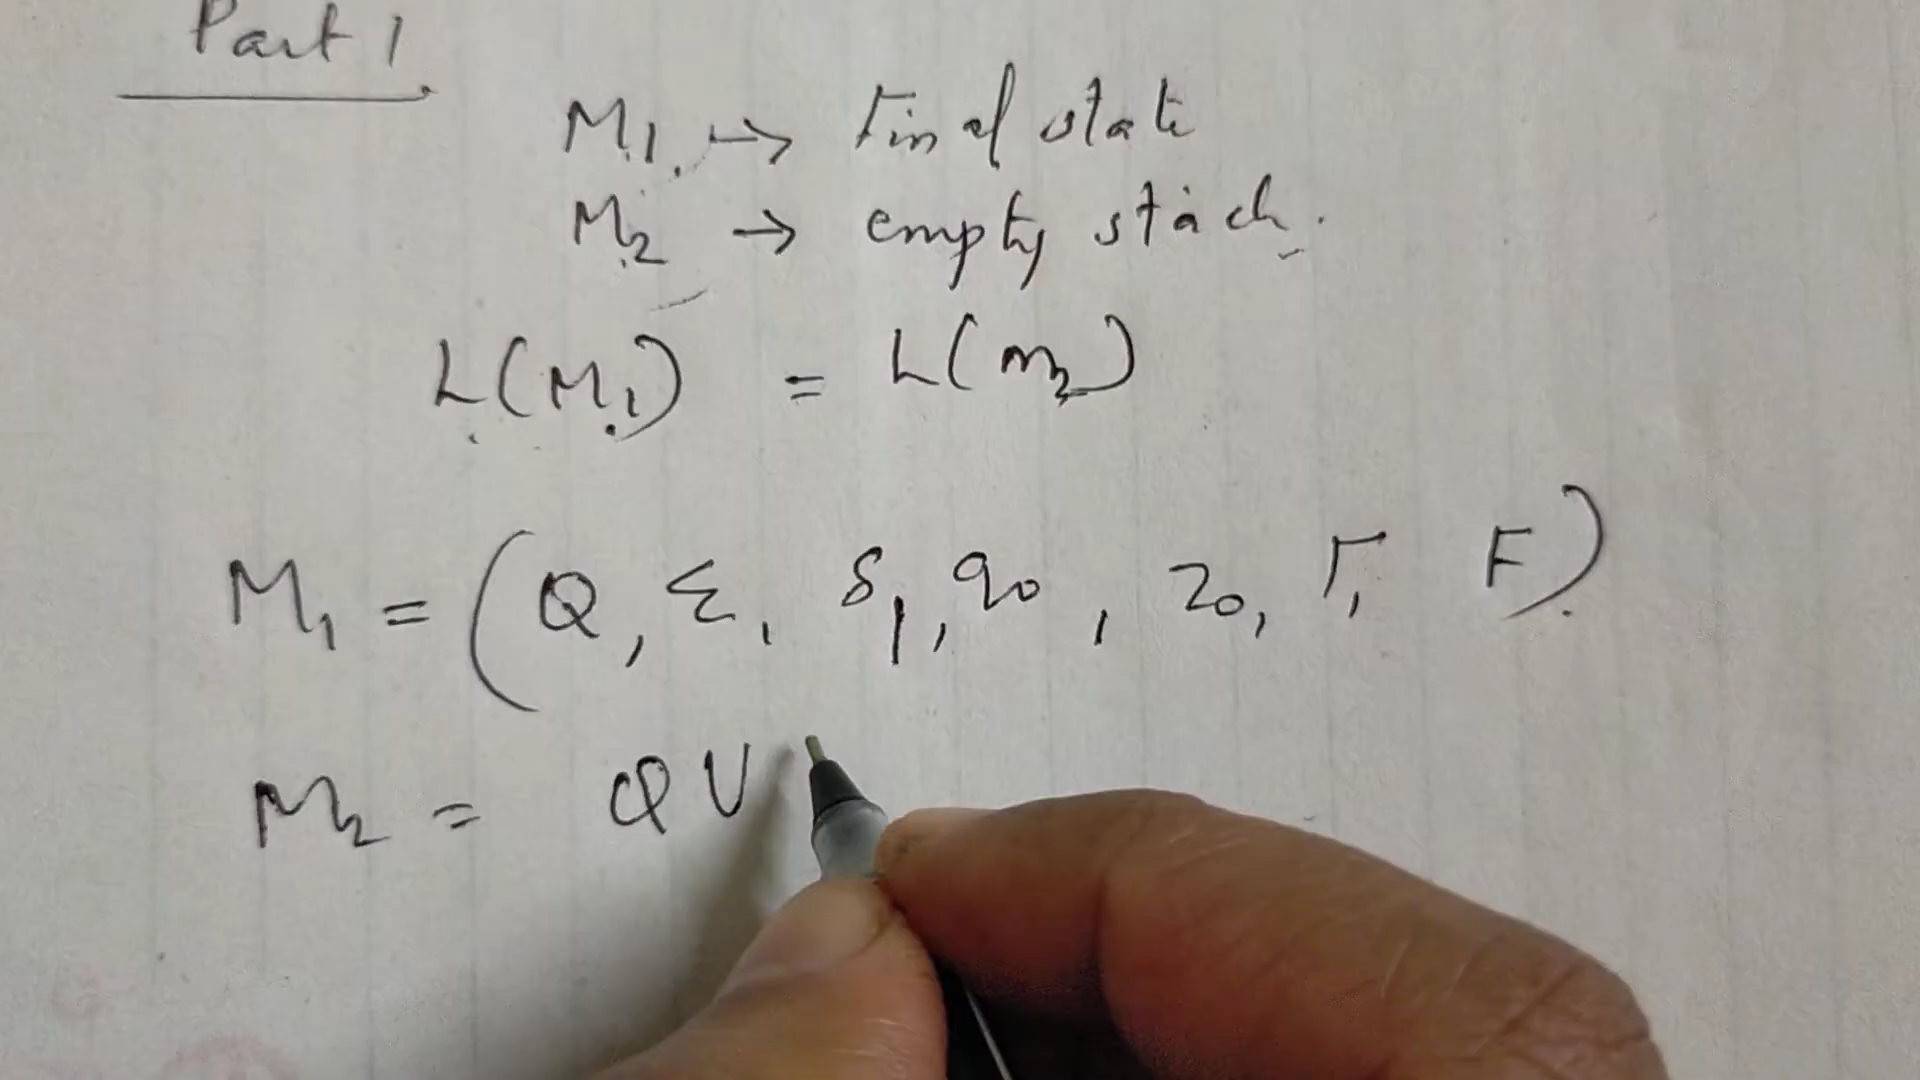 Part 1
M1 → Final state
M2 → empty stack.
L(M1) = L(m2)
M1 = (Q, Σ, δ1, q0, z0, Γ, F)
M2 = Q U